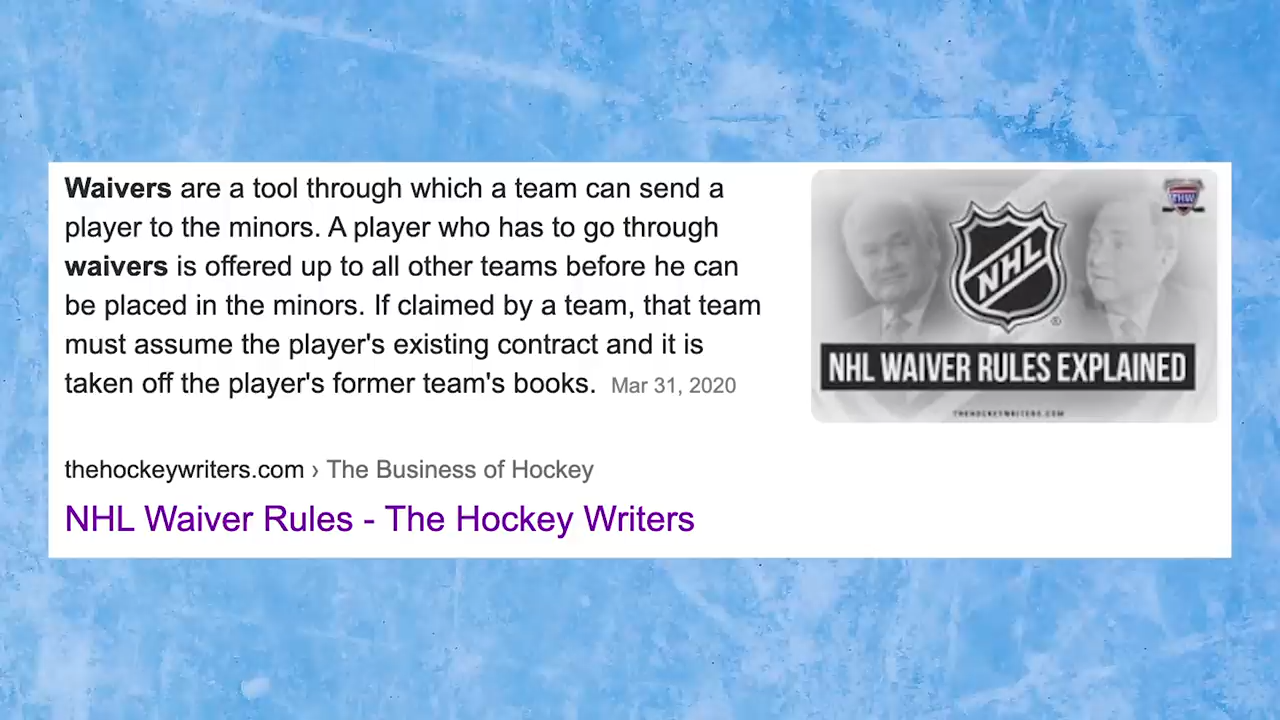 Waivers are a tool through which a team can send a
player to the minors. A player who has to go through
waivers is offered up to all other teams before he can
be placed in the minors. If claimed by a team, that team
must assume the player's existing contract and it is
taken off the player's former team's books. Mar 31, 2020
THW
NHL
®
NHL WAIVER RULES EXPLAINED
THEHOCKEYWRITERS.COM
thehockeywriters.com › The Business of Hockey
NHL Waiver Rules - The Hockey Writers